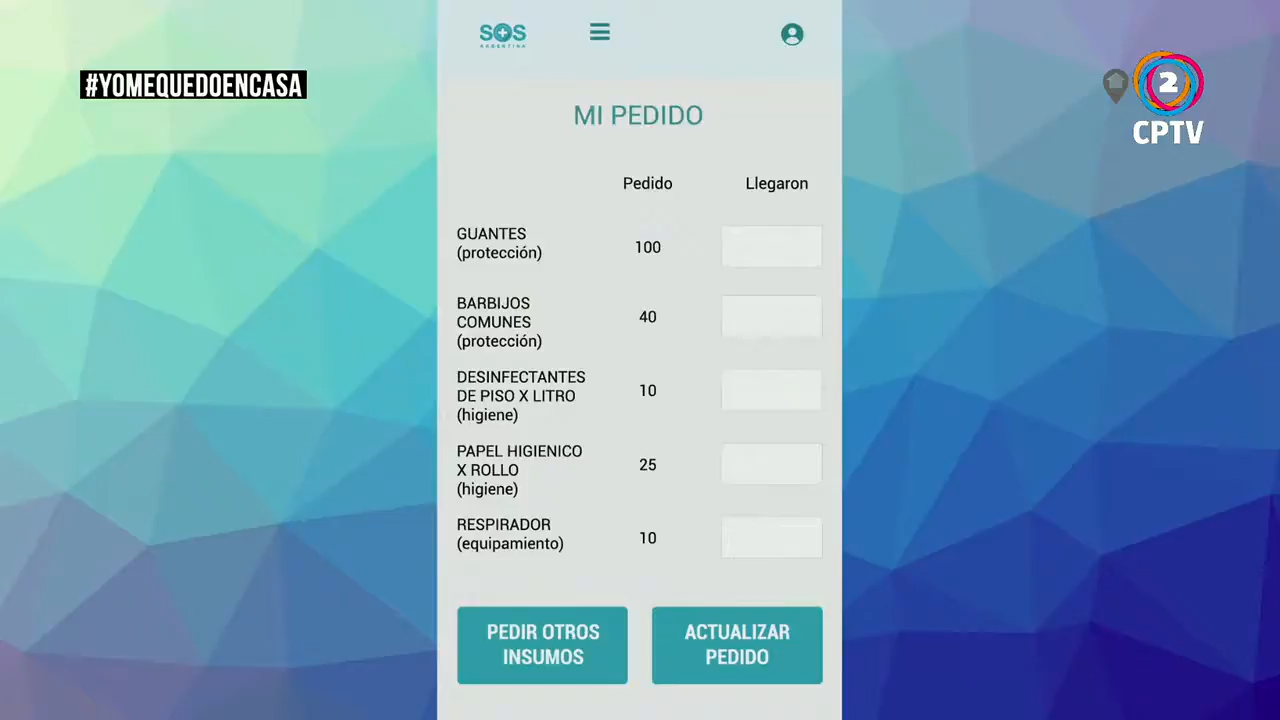 #YOMEQUEDOENCASA
SOS
ARGENTINA
2
CPTV
MI PEDIDO
Pedido Llegaron
GUANTES
(protección)
100
BARBIJOS
COMUNES
(protección)
40
DESINFECTANTES
DE PISO X LITRO
(higiene)
10
PAPEL HIGIENICO
X ROLLO
(higiene)
25
RESPIRADOR
(equipamiento)
10
PEDIR OTROS
INSUMOS
ACTUALIZAR
PEDIDO